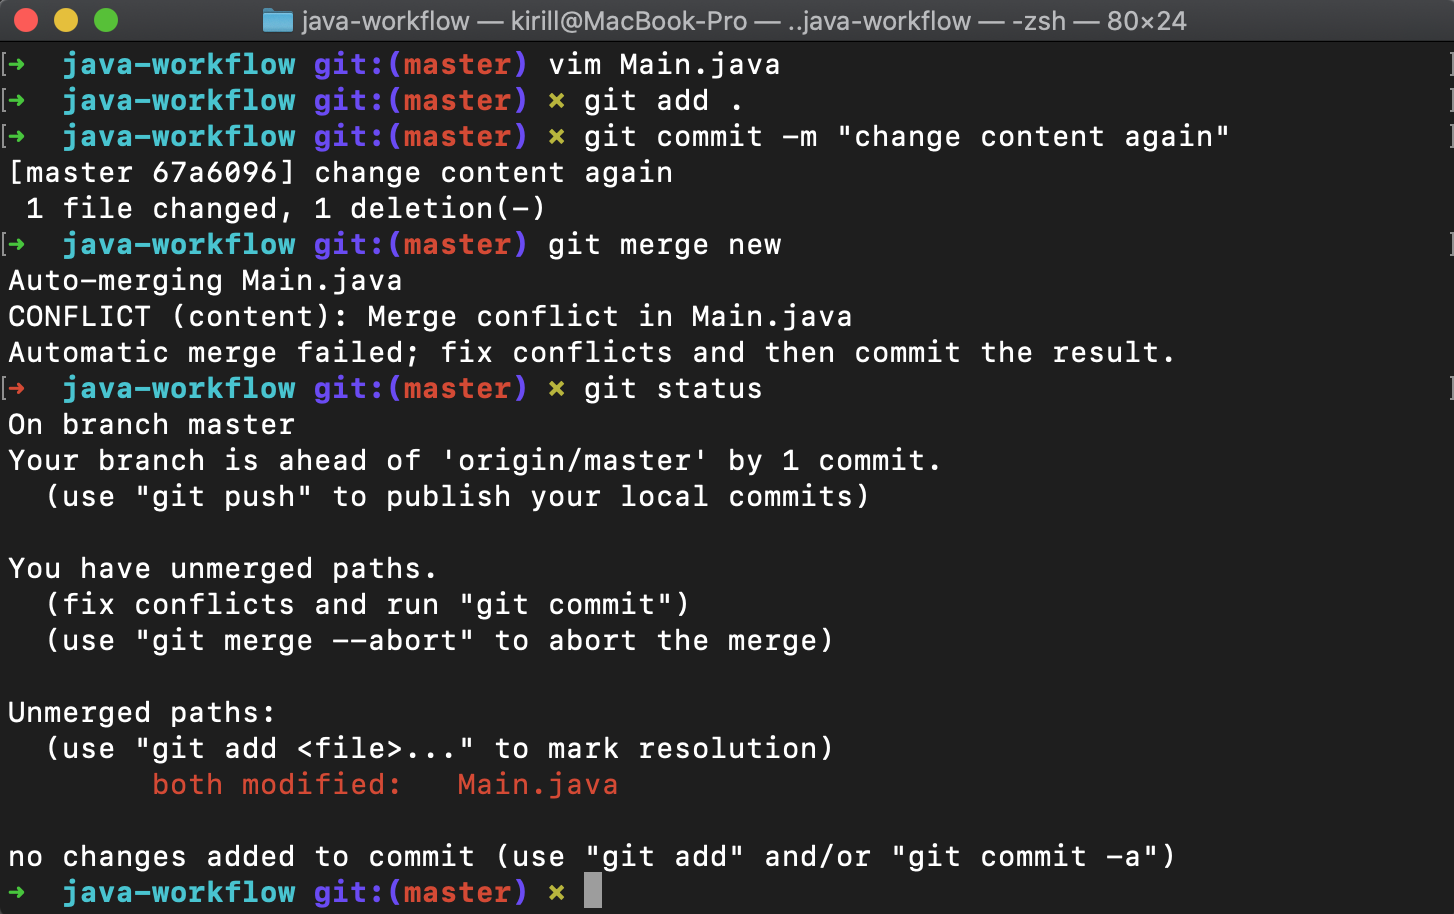 java-workflow — kirill@MacBook-Pro — ..java-workflow — -zsh — 80×24
[➜  java-workflow git:(master) vim Main.java ]
[➜  java-workflow git:(master) ✗ git add . ]
[➜  java-workflow git:(master) ✗ git commit -m "change content again" ]
[master 67a6096] change content again
 1 file changed, 1 deletion(-)
[➜  java-workflow git:(master) git merge new ]
Auto-merging Main.java
CONFLICT (content): Merge conflict in Main.java
Automatic merge failed; fix conflicts and then commit the result.
[➜  java-workflow git:(master) ✗ git status ]
On branch master
Your branch is ahead of 'origin/master' by 1 commit.
  (use "git push" to publish your local commits)

You have unmerged paths.
  (fix conflicts and run "git commit")
  (use "git merge --abort" to abort the merge)

Unmerged paths:
  (use "git add <file>..." to mark resolution)
        both modified:   Main.java

no changes added to commit (use "git add" and/or "git commit -a")
➜  java-workflow git:(master) ✗